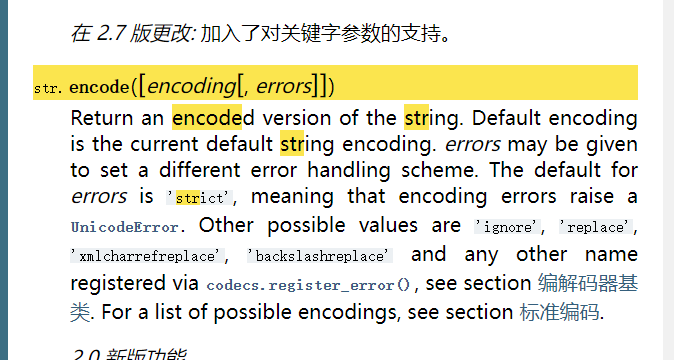 在 2.7 版更改: 加入了对关键字参数的支持。
str. encode([encoding[, errors]])
Return an encoded version of the string. Default encoding
is the current default string encoding. errors may be given
to set a different error handling scheme. The default for
errors is 'strict', meaning that encoding errors raise a
UnicodeError. Other possible values are 'ignore', 'replace',
'xmlcharrefreplace', 'backslashreplace' and any other name
registered via codecs.register_error(), see section 编解码器基
类. For a list of possible encodings, see section 标准编码.
2.0 新版功能